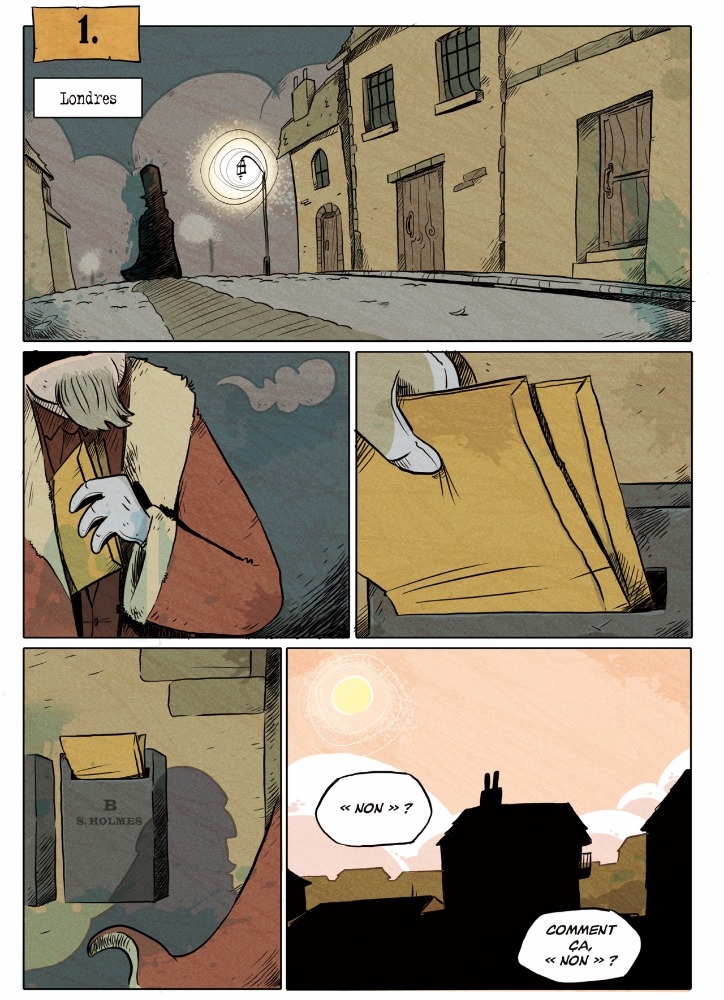 1.
Londres
B
S. HOLMES
« NON » ?
COMMENT
ÇA,
« NON » ?